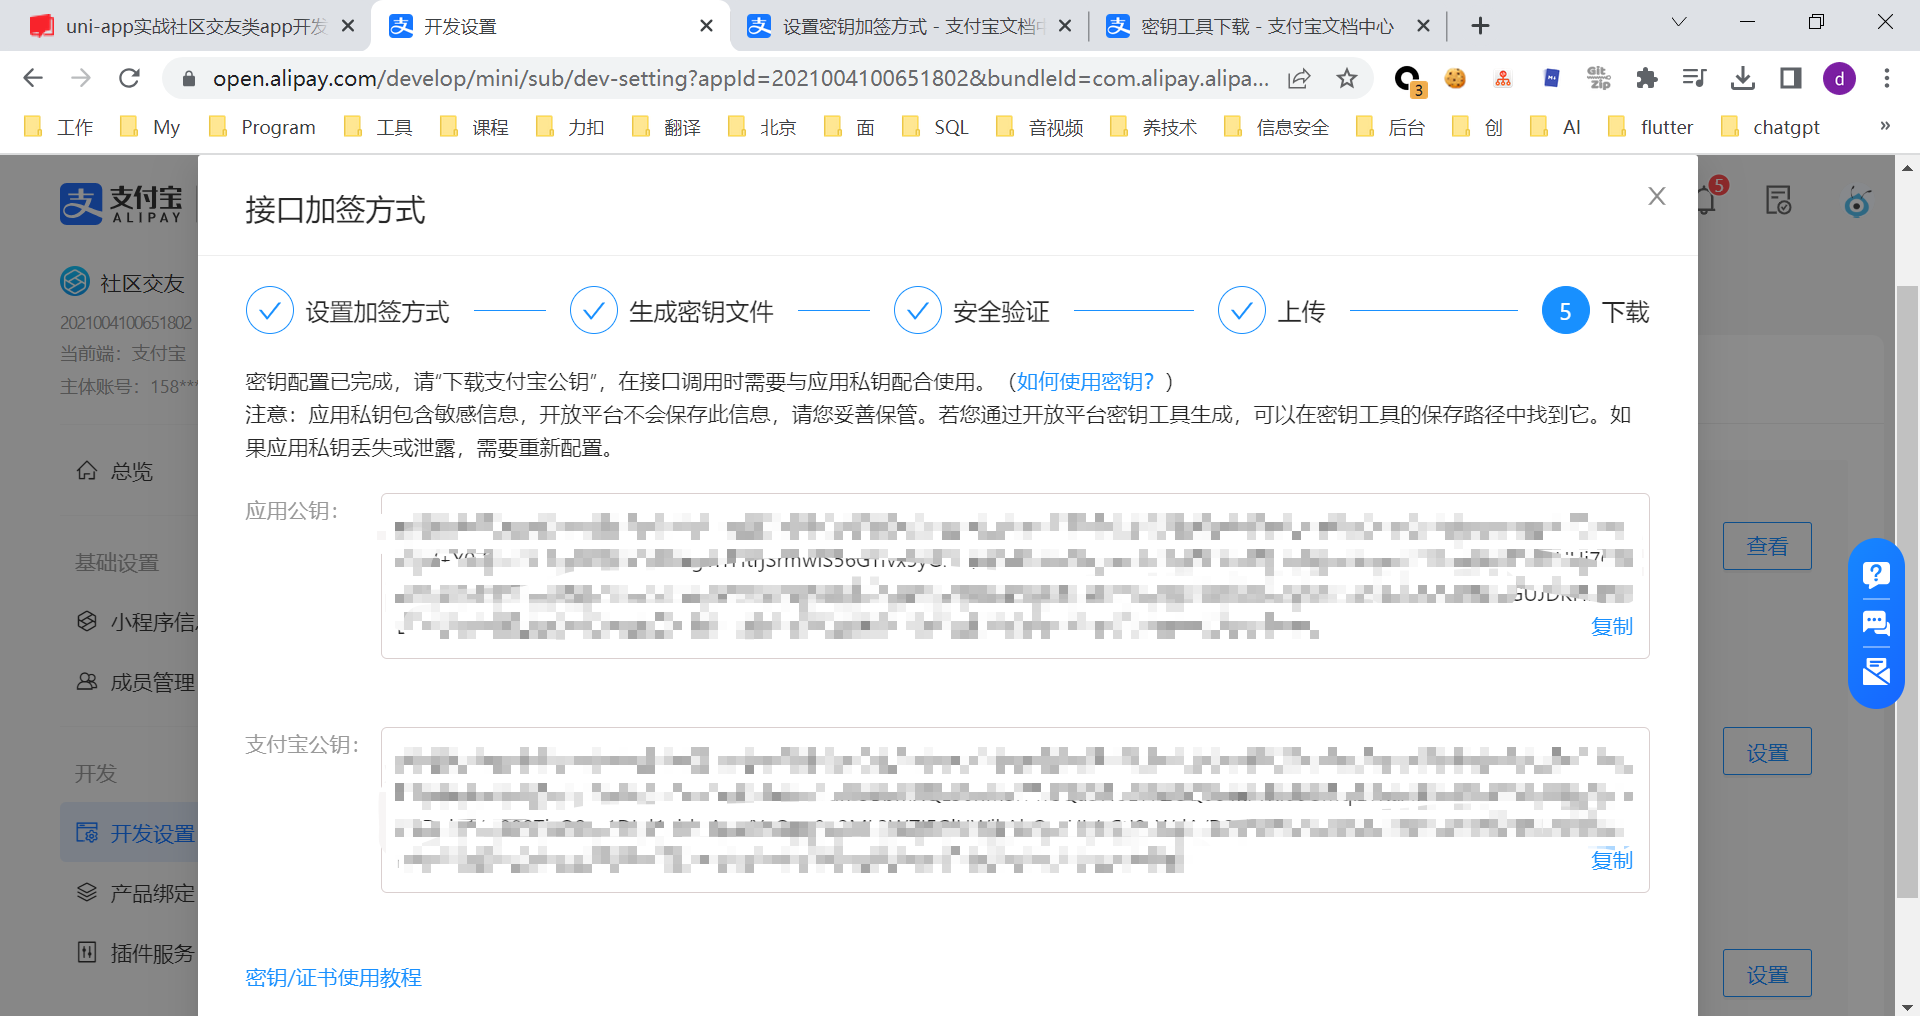 uni-app实战社区交友类app开发
开发设置
设置密钥加签方式 - 支付宝文档中
密钥工具下载 - 支付宝文档中心
open.alipay.com/develop/mini/sub/dev-setting?appId=2021004100651802&bundleId=com.alipay.alipa...
3
Git
Zip
d
工作
My
Program
工具
课程
力扣
翻译
北京
面
SQL
音视频
养技术
信息安全
后台
创
AI
flutter
chatgpt
»
支付宝
ALIPAY
接口加签方式
5
社区交友
2021004100651802
当前端：支付宝
主体账号：158***
设置加签方式
生成密钥文件
安全验证
上传
5 下载
密钥配置已完成，请“下载支付宝公钥”，在接口调用时需要与应用私钥配合使用。（如何使用密钥？）
注意：应用私钥包含敏感信息，开放平台不会保存此信息，请您妥善保管。若您通过开放平台密钥工具生成，可以在密钥工具的保存路径中找到它。如
果应用私钥丢失或泄露，需要重新配置。
总览
应用公钥：
复制
查看
基础设置
小程序信
成员管理
支付宝公钥：
复制
设置
开发
开发设置
产品绑定
插件服务
设置
密钥/证书使用教程